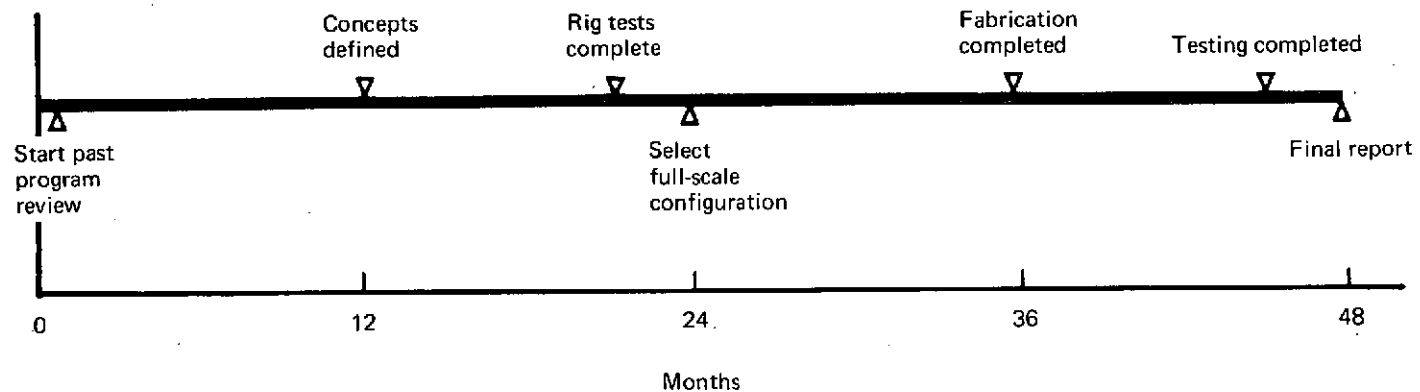 Concepts
defined
Rig tests
complete
Fabrication
completed
Testing completed
Start past
program
review
Select
full-scale
configuration
Final report
0
12
24
36
48
Months